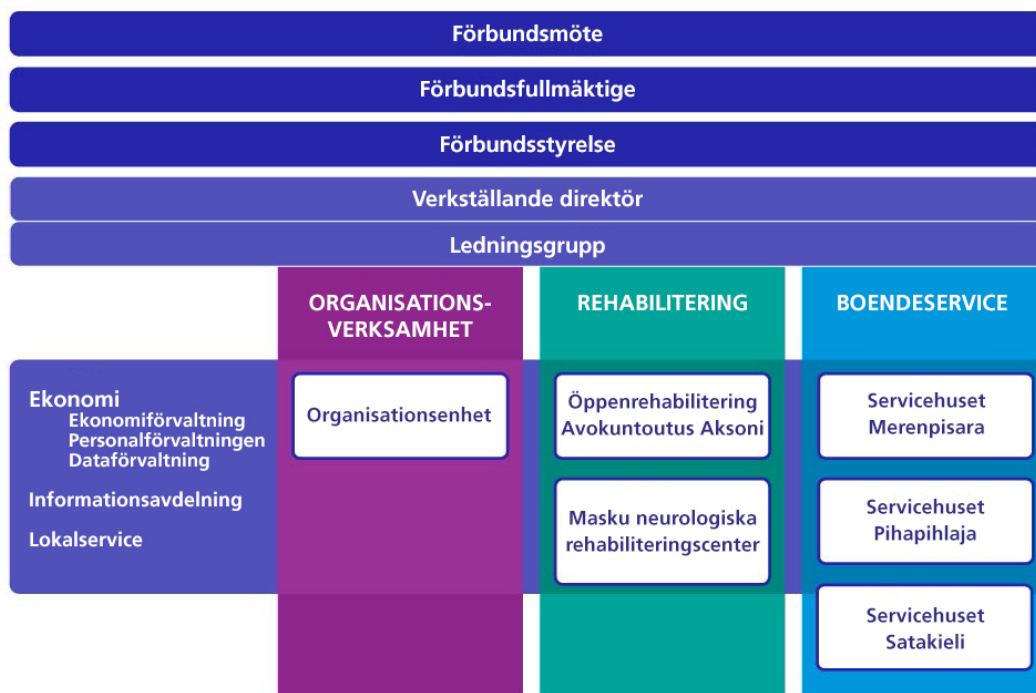 Förbundsmöte
Förbundsfullmäktige
Förbundsstyrelse
Verkställande direktör
Ledningsgrupp
ORGANISATIONS-
VERKSAMHET
REHABILITERING
BOENDESERVICE
Ekonomi
Ekonomiförvaltning
Personalförvaltningen
Dataförvaltning
Informationsavdelning
Lokalservice
Organisationsenhet
Öppenrehabilitering
Avokuntoutus Aksoni
Masku neurologiska
rehabiliteringscenter
Servicehuset
Merenpisara
Servicehuset
Pihapihlaja
Servicehuset
Satakieli